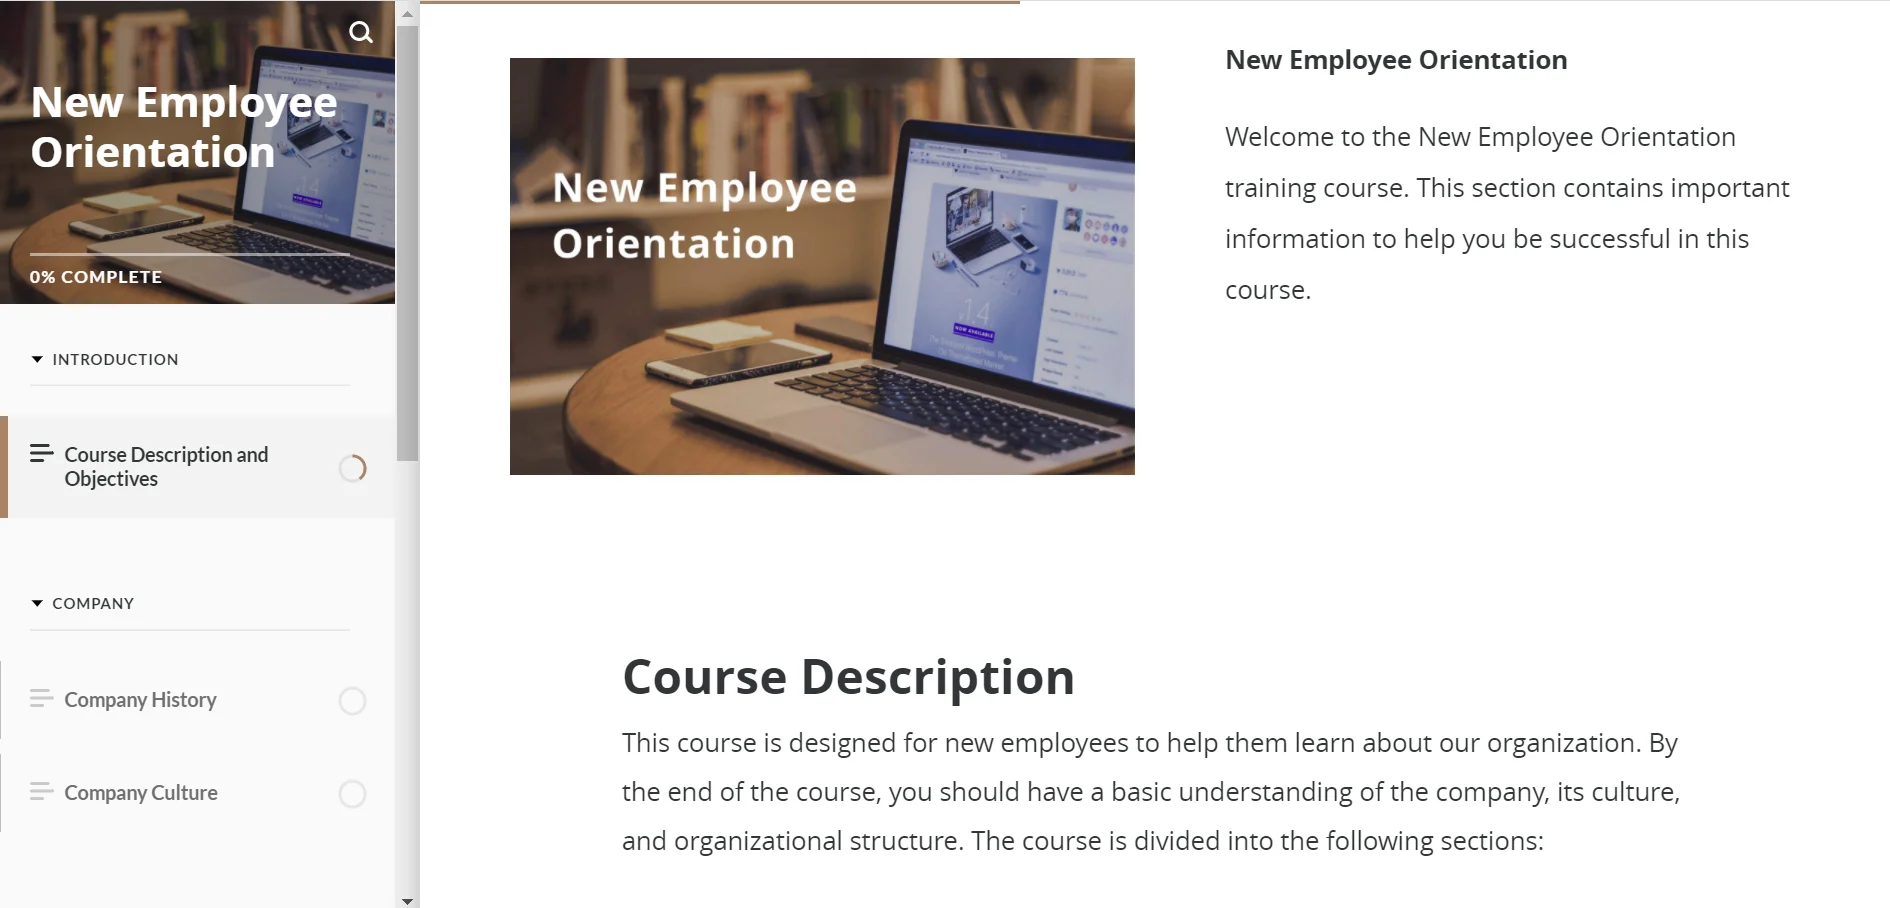 New Employee
Orientation
0% COMPLETE
INTRODUCTION
Course Description and
Objectives
COMPANY
Company History
Company Culture
New Employee
Orientation
1.4
NOW AVAILABLE
New Employee Orientation
Welcome to the New Employee Orientation
training course. This section contains important
information to help you be successful in this
course.
Course Description
This course is designed for new employees to help them learn about our organization. By
the end of the course, you should have a basic understanding of the company, its culture,
and organizational structure. The course is divided into the following sections: